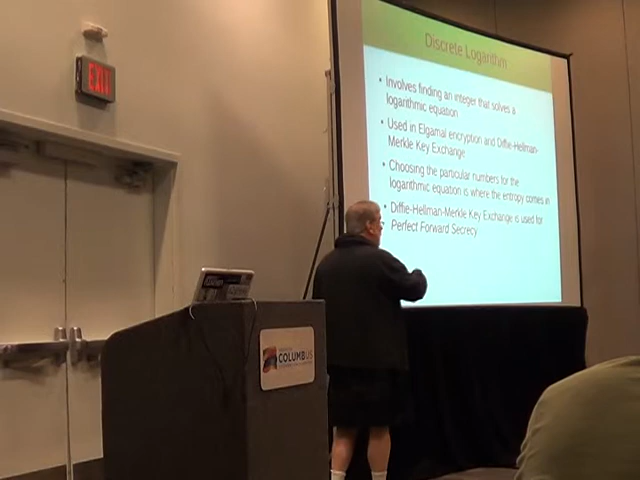 EXIT
Discrete Logarithm
• Involves finding an integer that solves a
logarithmic equation
• Used in Elgamal encryption and Diffie-Hellman-
Merkle Key Exchange
• Choosing the particular numbers for the
logarithmic equation is where the entropy comes in
• Diffie-Hellman-Merkle Key Exchange is used for
Perfect Forward Secrecy
COLUMBUS